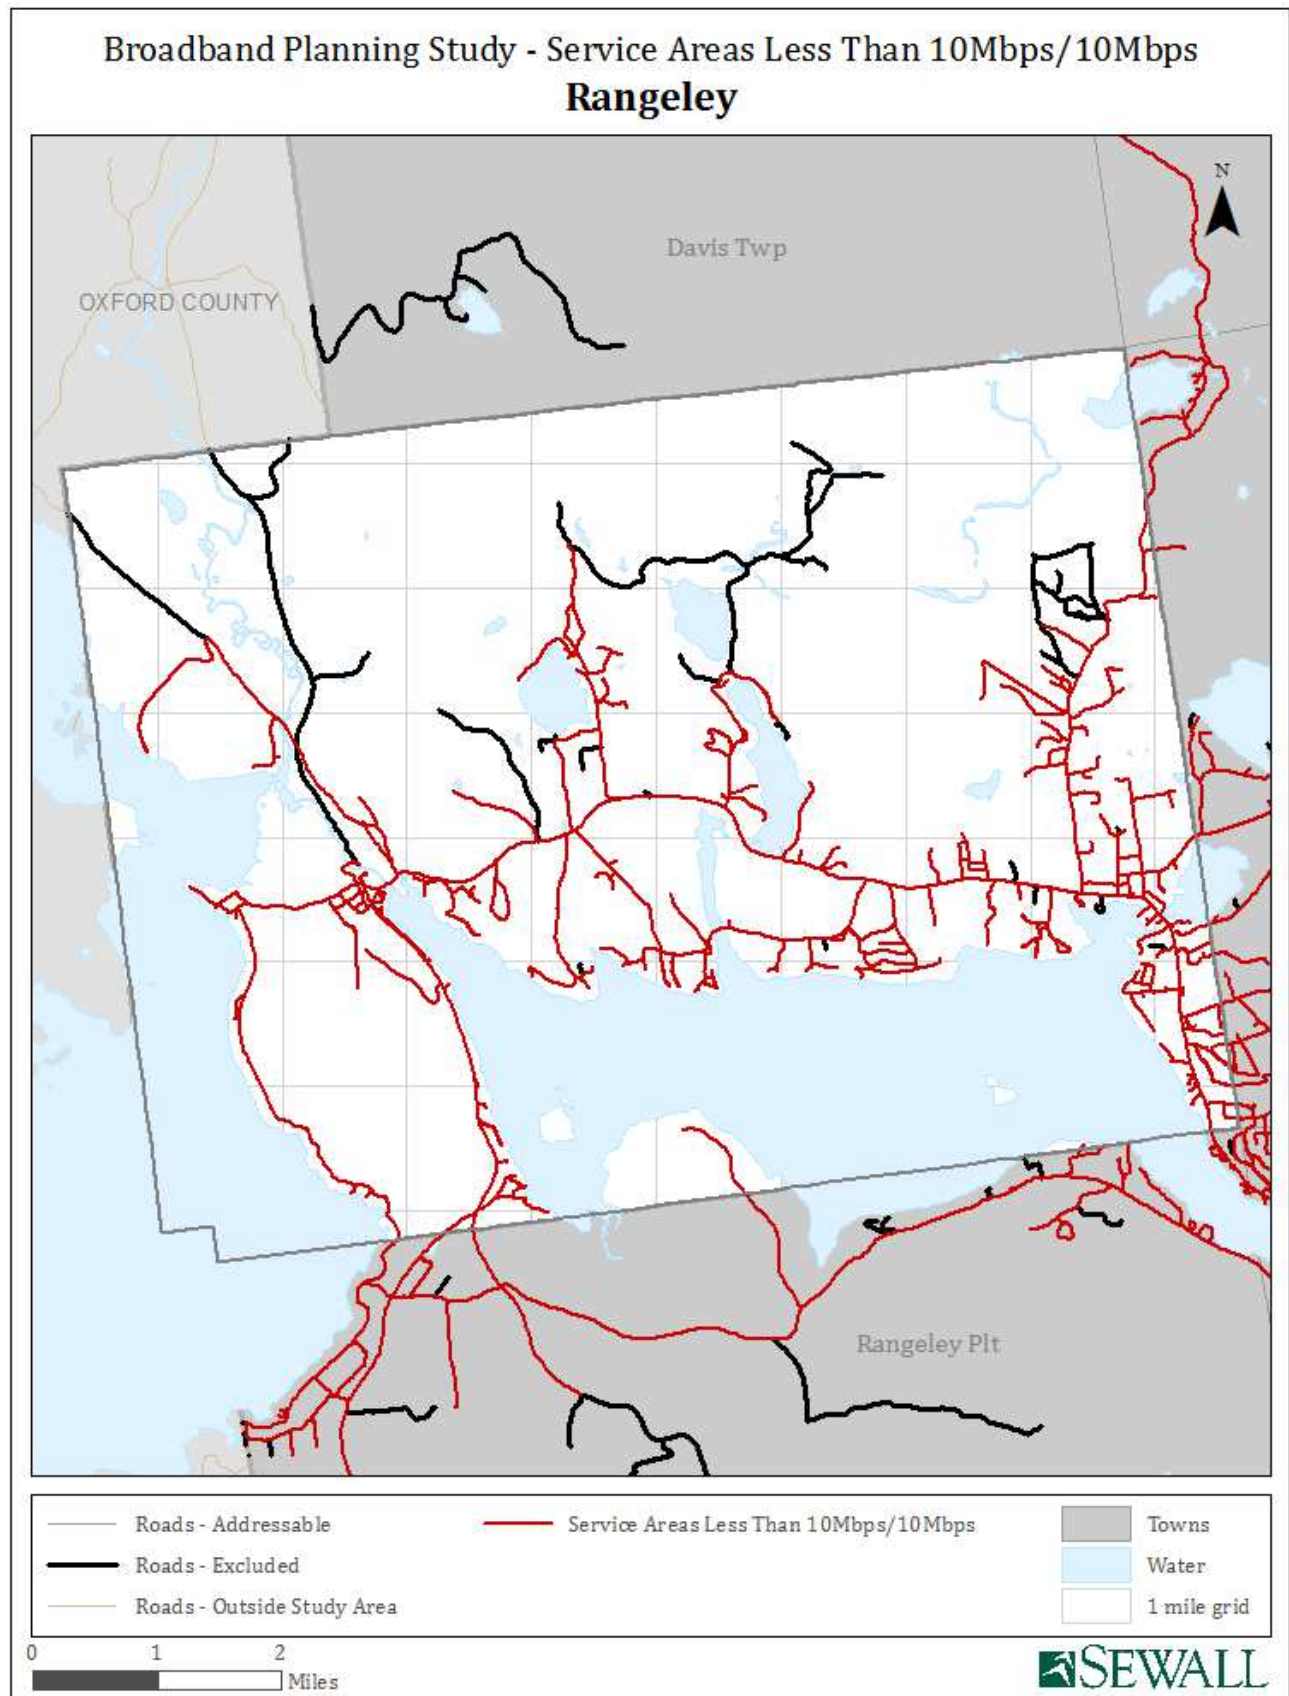 Broadband Planning Study - Service Areas Less Than 10Mbps/10Mbps
Rangeley
N
Davis Twp
OXFORD COUNTY
Rangeley Plt
Roads - Addressable
Service Areas Less Than 10Mbps/10Mbps
Towns
Roads - Excluded
Water
Roads - Outside Study Area
1 mile grid
0 1 2
Miles
SEWALL